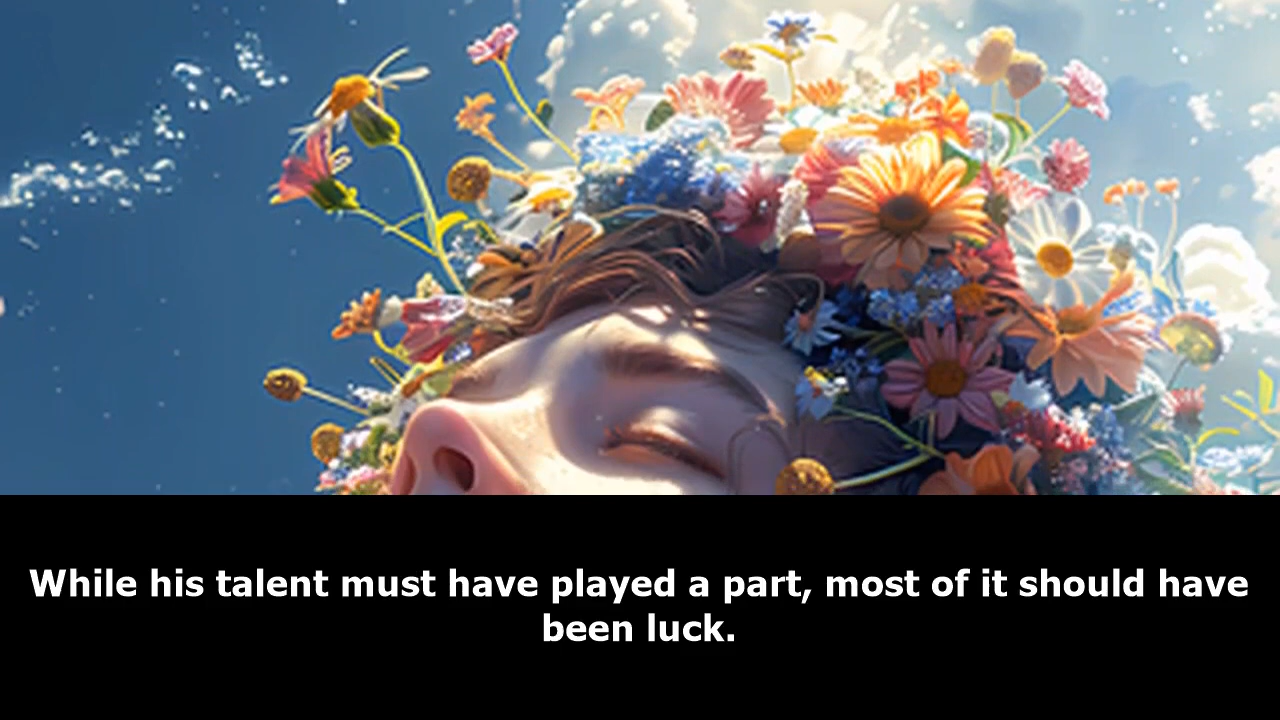 While his talent must have played a part, most of it should have
been luck.